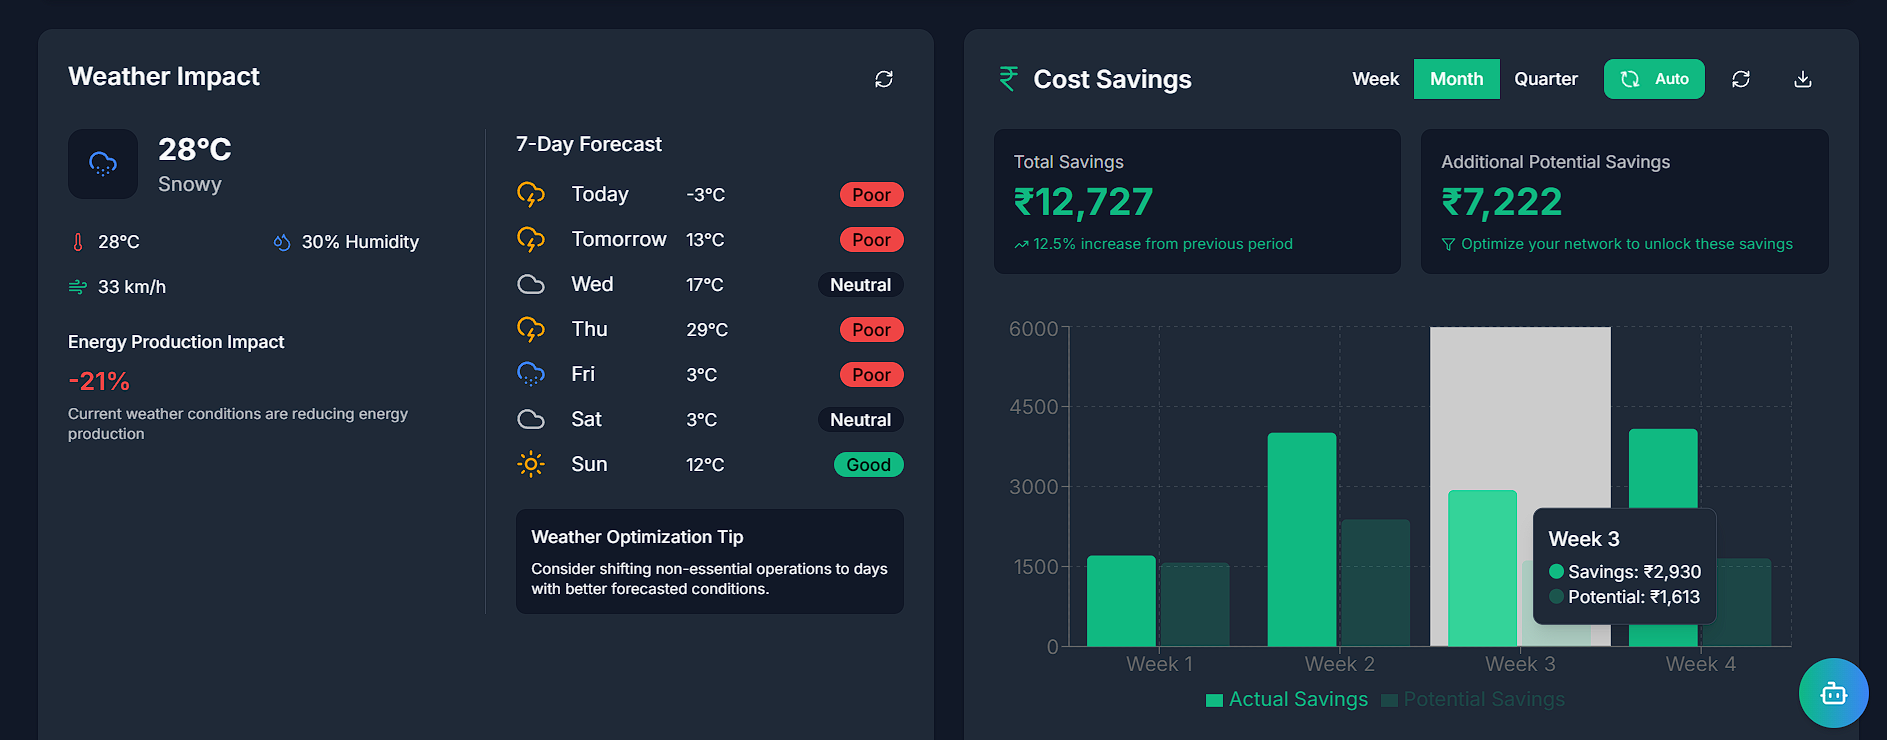 Weather Impact
28°C
Snowy
28°C
30% Humidity
33 km/h
Energy Production Impact
-21%
Current weather conditions are reducing energy
production
7-Day Forecast
Today -3°C Poor
Tomorrow 13°C Poor
Wed 17°C Neutral
Thu 29°C Poor
Fri 3°C Poor
Sat 3°C Neutral
Sun 12°C Good
Weather Optimization Tip
Consider shifting non-essential operations to days
with better forecasted conditions.
₹ Cost Savings
Week Month Quarter Auto
Total Savings
₹12,727
12.5% increase from previous period
Additional Potential Savings
₹7,222
Optimize your network to unlock these savings
6000
4500
3000
1500
0
Week 3
Savings: ₹2,930
Potential: ₹1,613
Week 1 Week 2 Week 3 Week 4
Actual Savings Potential Savings